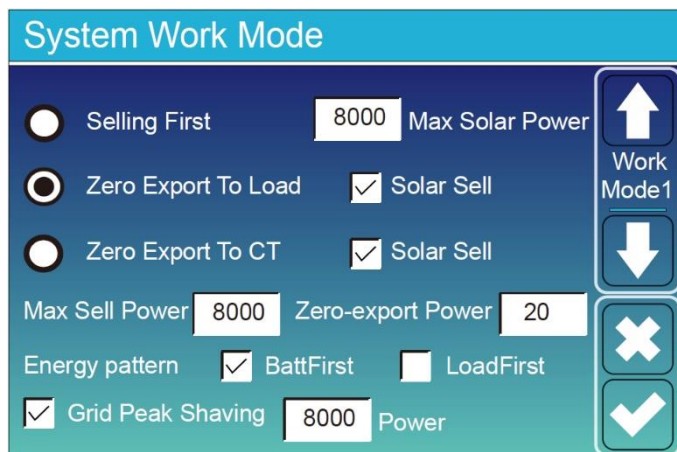 System Work Mode
Selling First 8000 Max Solar Power
Work
Mode1
Zero Export To Load Solar Sell
Zero Export To CT Solar Sell
Max Sell Power 8000 Zero-export Power 20
Energy pattern BattFirst LoadFirst
Grid Peak Shaving 8000 Power